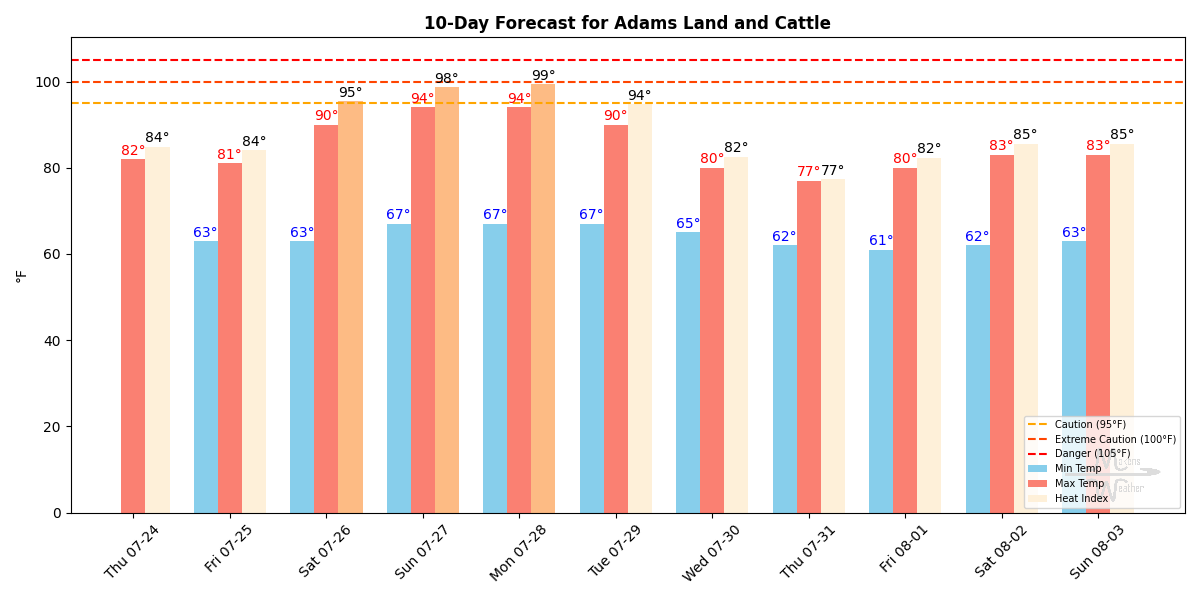 10-Day Forecast for Adams Land and Cattle
°F
100
80
60
40
20
0
82° 84°
63° 81° 84°
63° 90° 95°
67° 94° 98°
67° 94° 99°
67° 90° 94°
65° 80° 82°
62° 77° 77°
61° 80° 82°
62° 83° 85°
63° 83° 85°
Thu 07-24
Fri 07-25
Sat 07-26
Sun 07-27
Mon 07-28
Tue 07-29
Wed 07-30
Thu 07-31
Fri 08-01
Sat 08-02
Sun 08-03
Caution (95°F)
Extreme Caution (100°F)
Danger (105°F)
Min Temp
Max Temp
Heat Index